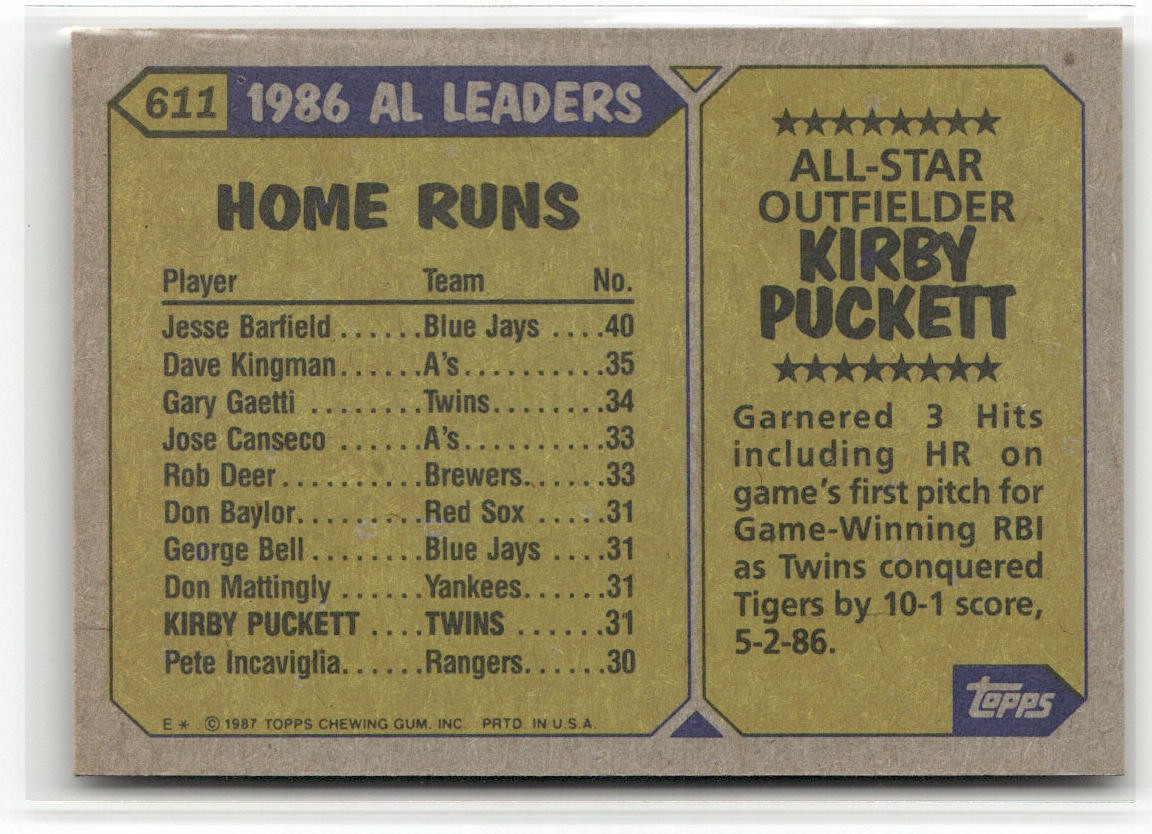 611 1986 AL LEADERS
HOME RUNS
Player Team No.
Jesse Barfield ......Blue Jays ....40
Dave Kingman......A's..........35
Gary Gaetti .......Twins........34
Jose Canseco ......A's..........33
Rob Deer..........Brewers......33
Don Baylor.........Red Sox .....31
George Bell ........Blue Jays ....31
Don Mattingly ......Yankees......31
KIRBY PUCKETT ....TWINS ......31
Pete Incaviglia......Rangers......30
E * © 1987 TOPPS CHEWING GUM. INC. PRTD. IN U.S.A.
★★★★★★★★
ALL-STAR
OUTFIELDER
KIRBY
PUCKETT
★★★★★★★★
Garnered 3 Hits
including HR on
game's first pitch for
Game-Winning RBI
as Twins conquered
Tigers by 10-1 score,
5-2-86.
topps